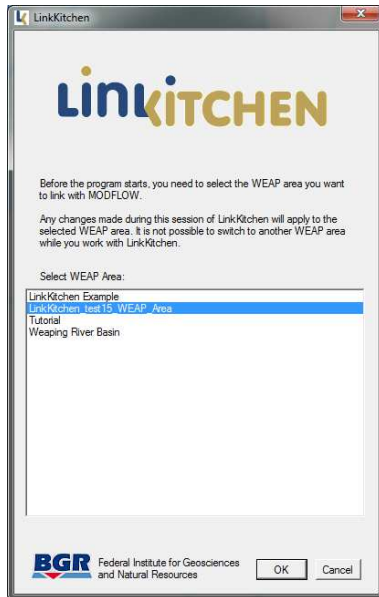 LinkKitchen
LINKKITCHEN
Before the program starts, you need to select the WEAP area you want
to link with MODFLOW.
Any changes made during this session of LinkKitchen will apply to the
selected WEAP area. It is not possible to switch to another WEAP area
while you work with LinkKitchen.
Select WEAP Area:
LinkKitchen Example
LinkKitchen_test15_WEAP_Area
Tutorial
Weaping River Basin
BGR
Federal Institute for Geosciences
and Natural Resources
OK
Cancel